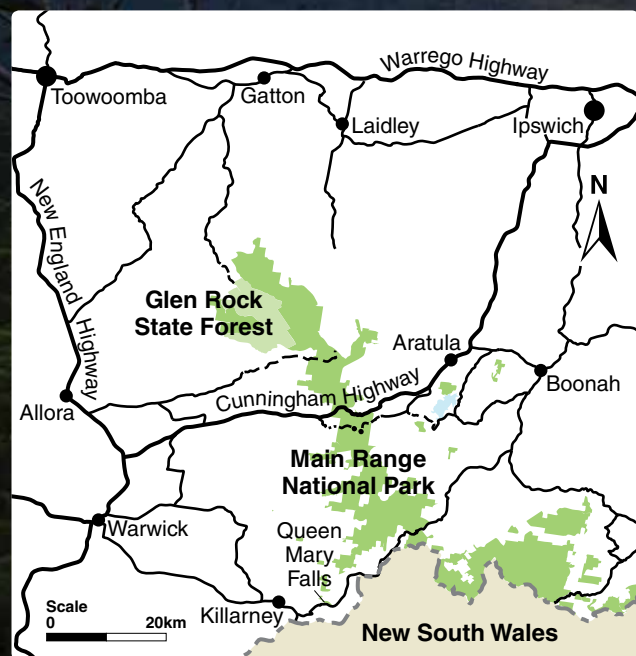 Warrego Highway
Toowoomba
Gatton
Laidley
Ipswich
N
New England
Highway
Glen Rock
State Forest
Aratula
Boonah
Cunningham Highway
Allora
Main Range
National Park
Warwick
Queen
Mary
Falls
Killarney
Scale
0 20km
New South Wales